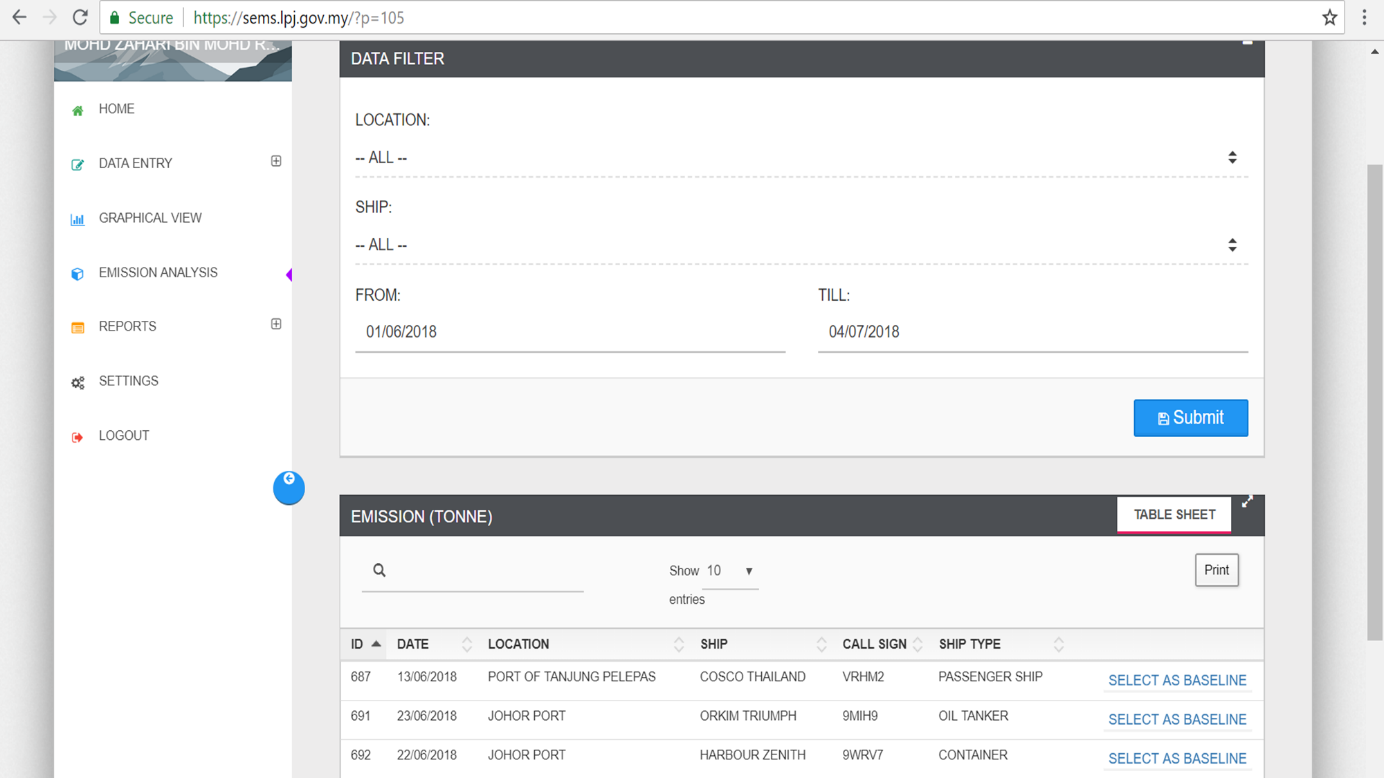 Secure
https://sems.lpj.gov.my/?p=105
MOHD ZAHARI BIN MOHD R...
HOME
DATA ENTRY
GRAPHICAL VIEW
EMISSION ANALYSIS
REPORTS
SETTINGS
LOGOUT
DATA FILTER
LOCATION:
-- ALL --
SHIP:
-- ALL --
FROM: TILL:
01/06/2018 04/07/2018
Submit
EMISSION (TONNE) TABLE SHEET
Show 10
entries
Print
ID DATE LOCATION SHIP CALL SIGN SHIP TYPE
687 13/06/2018 PORT OF TANJUNG PELEPAS COSCO THAILAND VRHM2 PASSENGER SHIP SELECT AS BASELINE
691 23/06/2018 JOHOR PORT ORKIM TRIUMPH 9MIH9 OIL TANKER SELECT AS BASELINE
692 22/06/2018 JOHOR PORT HARBOUR ZENITH 9WRV7 CONTAINER SELECT AS BASELINE